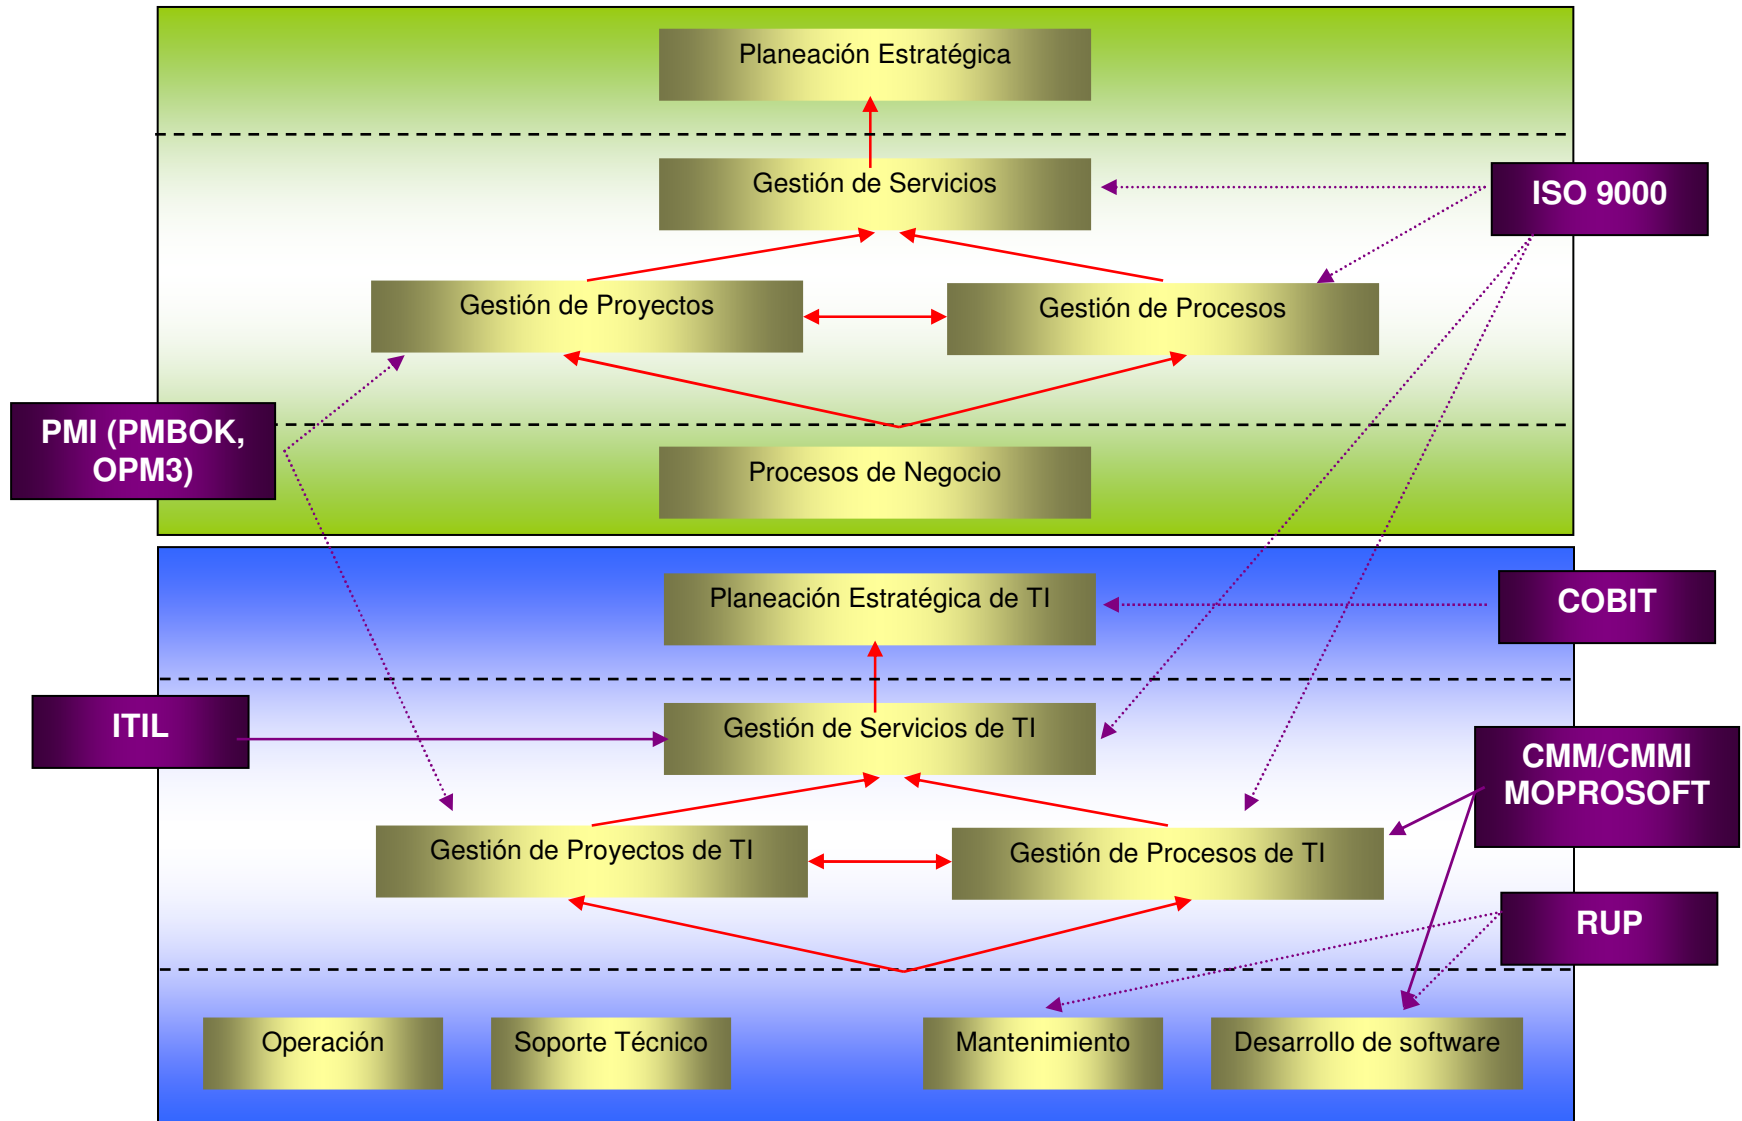 Planeación Estratégica
Gestión de Servicios
ISO 9000
Gestión de Proyectos
Gestión de Procesos
PMI (PMBOK,
OPM3)
Procesos de Negocio
Planeación Estratégica de TI
COBIT
ITIL
Gestión de Servicios de TI
CMM/CMMI
MOPROSOFT
Gestión de Proyectos de TI
Gestión de Procesos de TI
RUP
Operación
Soporte Técnico
Mantenimiento
Desarrollo de software